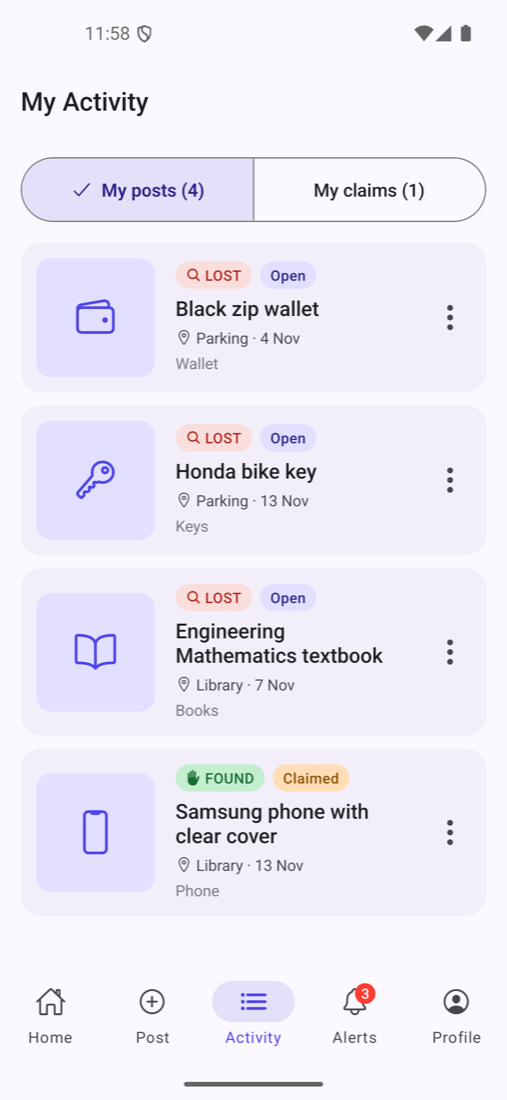 11:58
My Activity
My posts (4)
My claims (1)
LOST
Open
Black zip wallet
Parking · 4 Nov
Wallet
LOST
Open
Honda bike key
Parking · 13 Nov
Keys
LOST
Open
Engineering
Mathematics textbook
Library · 7 Nov
Books
FOUND
Claimed
Samsung phone with
clear cover
Library · 13 Nov
Phone
3
Home
Post
Activity
Alerts
Profile